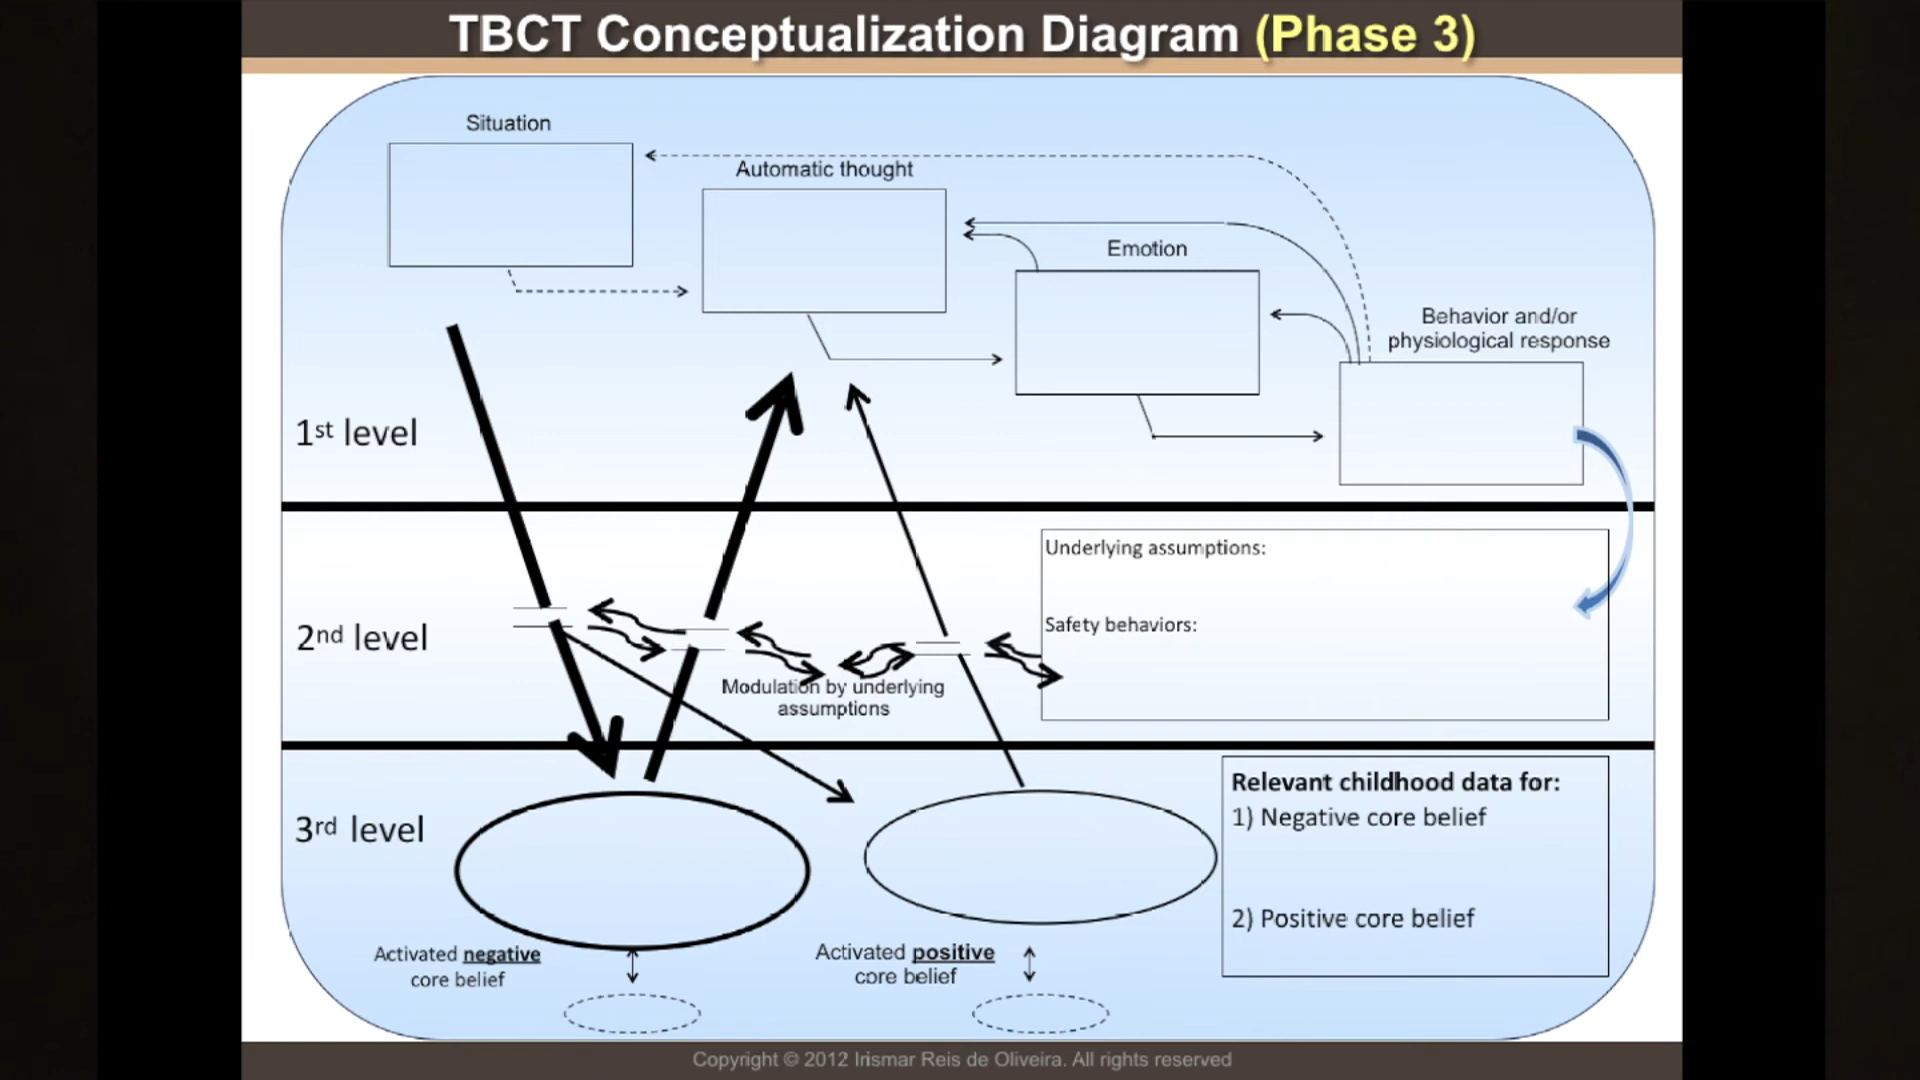 TBCT Conceptualization Diagram (Phase 3)
Situation
Automatic thought
Emotion
Behavior and/or
physiological response
1st level
Underlying assumptions:
2nd level
Safety behaviors:
Modulation by underlying
assumptions
3rd level
Relevant childhood data for:
1) Negative core belief
2) Positive core belief
Activated negative
core belief
Activated positive
core belief
Copyright © 2012 Irismar Reis de Oliveira. All rights reserved